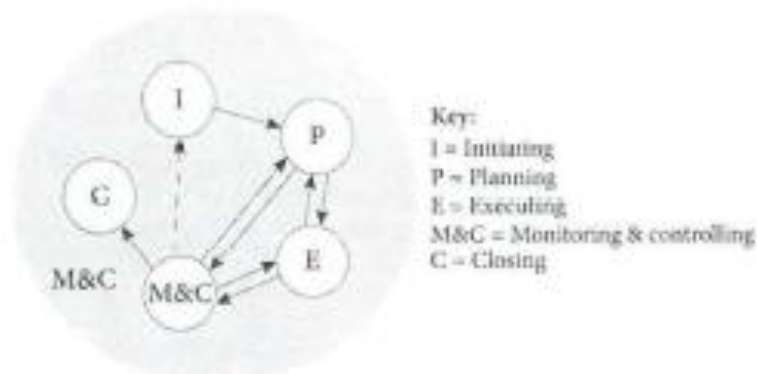 I
P
C
E
M&C
M&C
Key:
I = Initiating
P = Planning
E = Executing
M&C = Monitoring & controlling
C = Closing